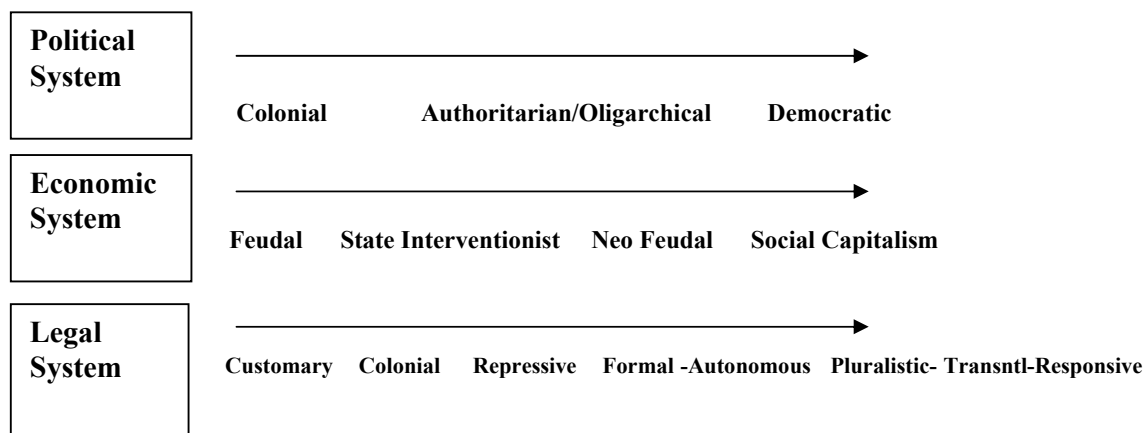 Political
System
Colonial Authoritarian/Oligarchical Democratic
Economic
System
Feudal State Interventionist Neo Feudal Social Capitalism
Legal
System
Customary Colonial Repressive Formal -Autonomous Pluralistic- Transntl-Responsive